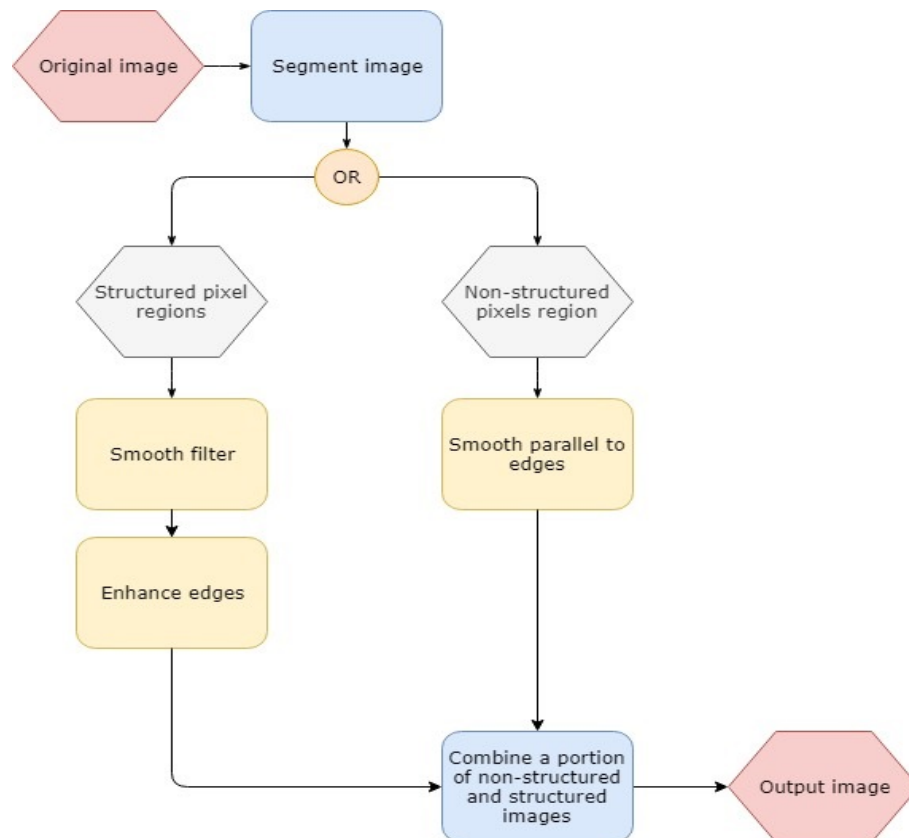 Original image
Segment image
OR
Structured pixel
regions
Non-structured
pixels region
Smooth filter
Smooth parallel to
edges
Enhance edges
Combine a portion
of non-structured
and structured
images
Output image